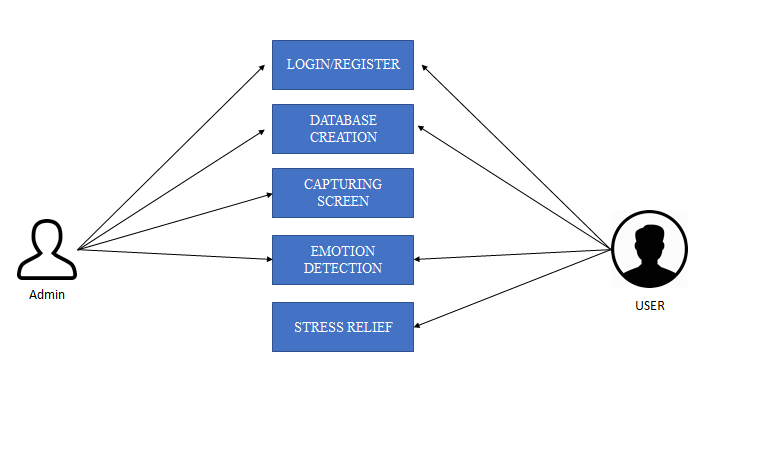 LOGIN/REGISTER
DATABASE
CREATION
CAPTURING
SCREEN
EMOTION
DETECTION
STRESS RELIEF
Admin
USER